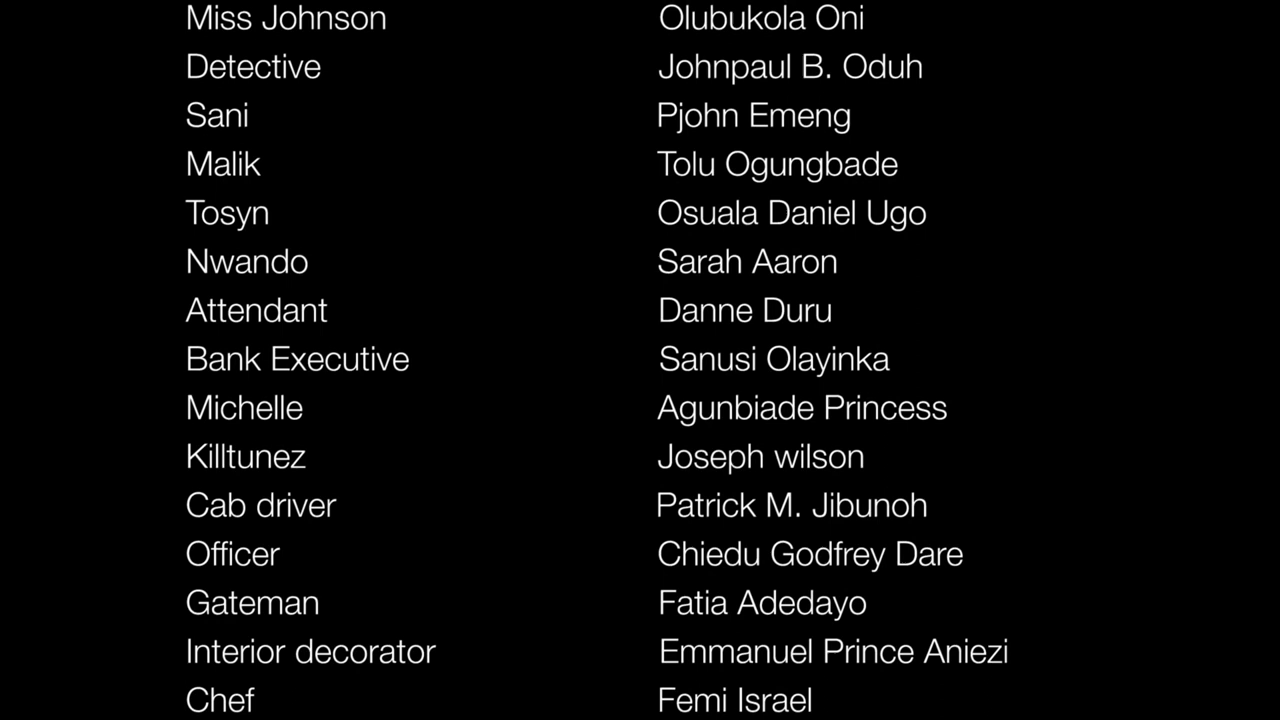 Miss Johnson Olubukola Oni
Detective Johnpaul B. Oduh
Sani Pjohn Emeng
Malik Tolu Ogungbade
Tosyn Osuala Daniel Ugo
Nwando Sarah Aaron
Attendant Danne Duru
Bank Executive Sanusi Olayinka
Michelle Agunbiade Princess
Killtunez Joseph wilson
Cab driver Patrick M. Jibunoh
Officer Chiedu Godfrey Dare
Gateman Fatia Adedayo
Interior decorator Emmanuel Prince Aniezi
Chef Femi Israel